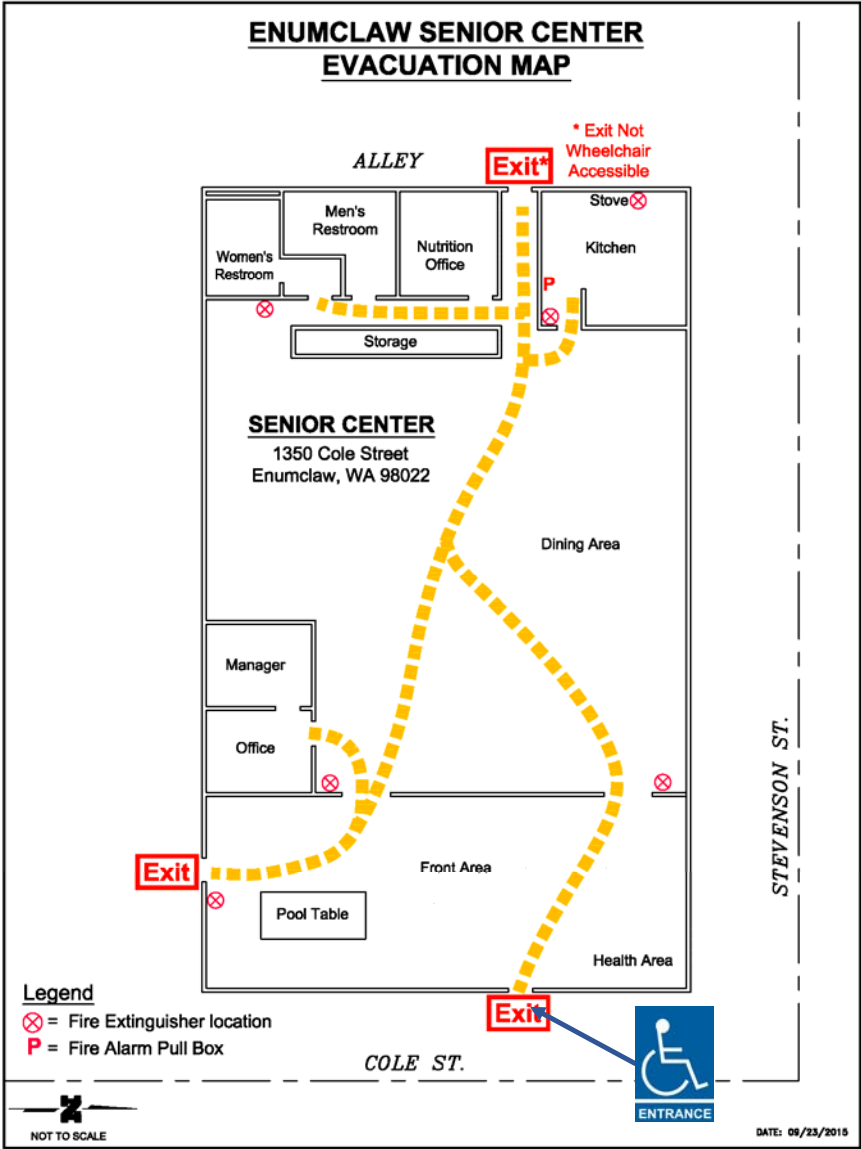 ENUMCLAW SENIOR CENTER
EVACUATION MAP
* Exit Not
Wheelchair
Accessible
ALLEY
Exit*
Stove
Men's
Restroom
Nutrition
Office
Kitchen
Women's
Restroom
P
Storage
SENIOR CENTER
1350 Cole Street
Enumclaw, WA 98022
Dining Area
Manager
Office
STEVENSON ST.
Exit
Front Area
Pool Table
Health Area
Legend
= Fire Extinguisher location
P = Fire Alarm Pull Box
Exit
COLE ST.
ENTRANCE
N
NOT TO SCALE
DATE: 09/23/2015